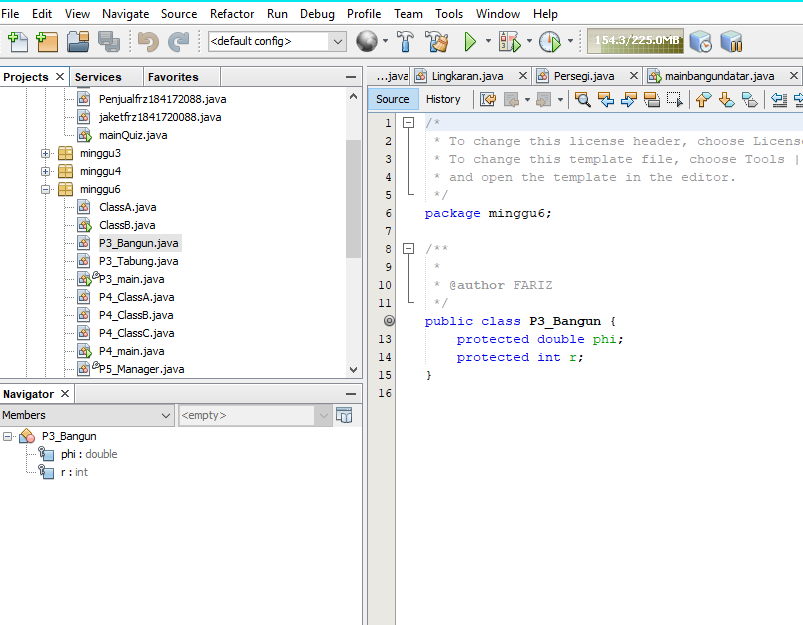 File Edit View Navigate Source Refactor Run Debug Profile Team Tools Window Help
<default config>
154.3/225.0MB
Projects Services Favorites
Penjualfrz184172088.java
jaketfrz184172088.java
mainQuiz.java
minggu3
minggu4
minggu6
ClassA.java
ClassB.java
P3_Bangun.java
P3_Tabung.java
P3_main.java
P4_ClassA.java
P4_ClassB.java
P4_ClassC.java
P4_main.java
P5_Manager.java
Navigator
Members
<empty>
P3_Bangun
phi : double
r : int
...java Lingkaran.java Persegi.java mainbangundatar.java
Source History
1 /*
2 * To change this license header, choose Licens
3 * To change this template file, choose Tools |
4 * and open the template in the editor.
5 */
6 package minggu6;
7
8 /**
9 *
10 * @author FARIZ
11 */
public class P3_Bangun {
13 protected double phi;
14 protected int r;
15 }
16